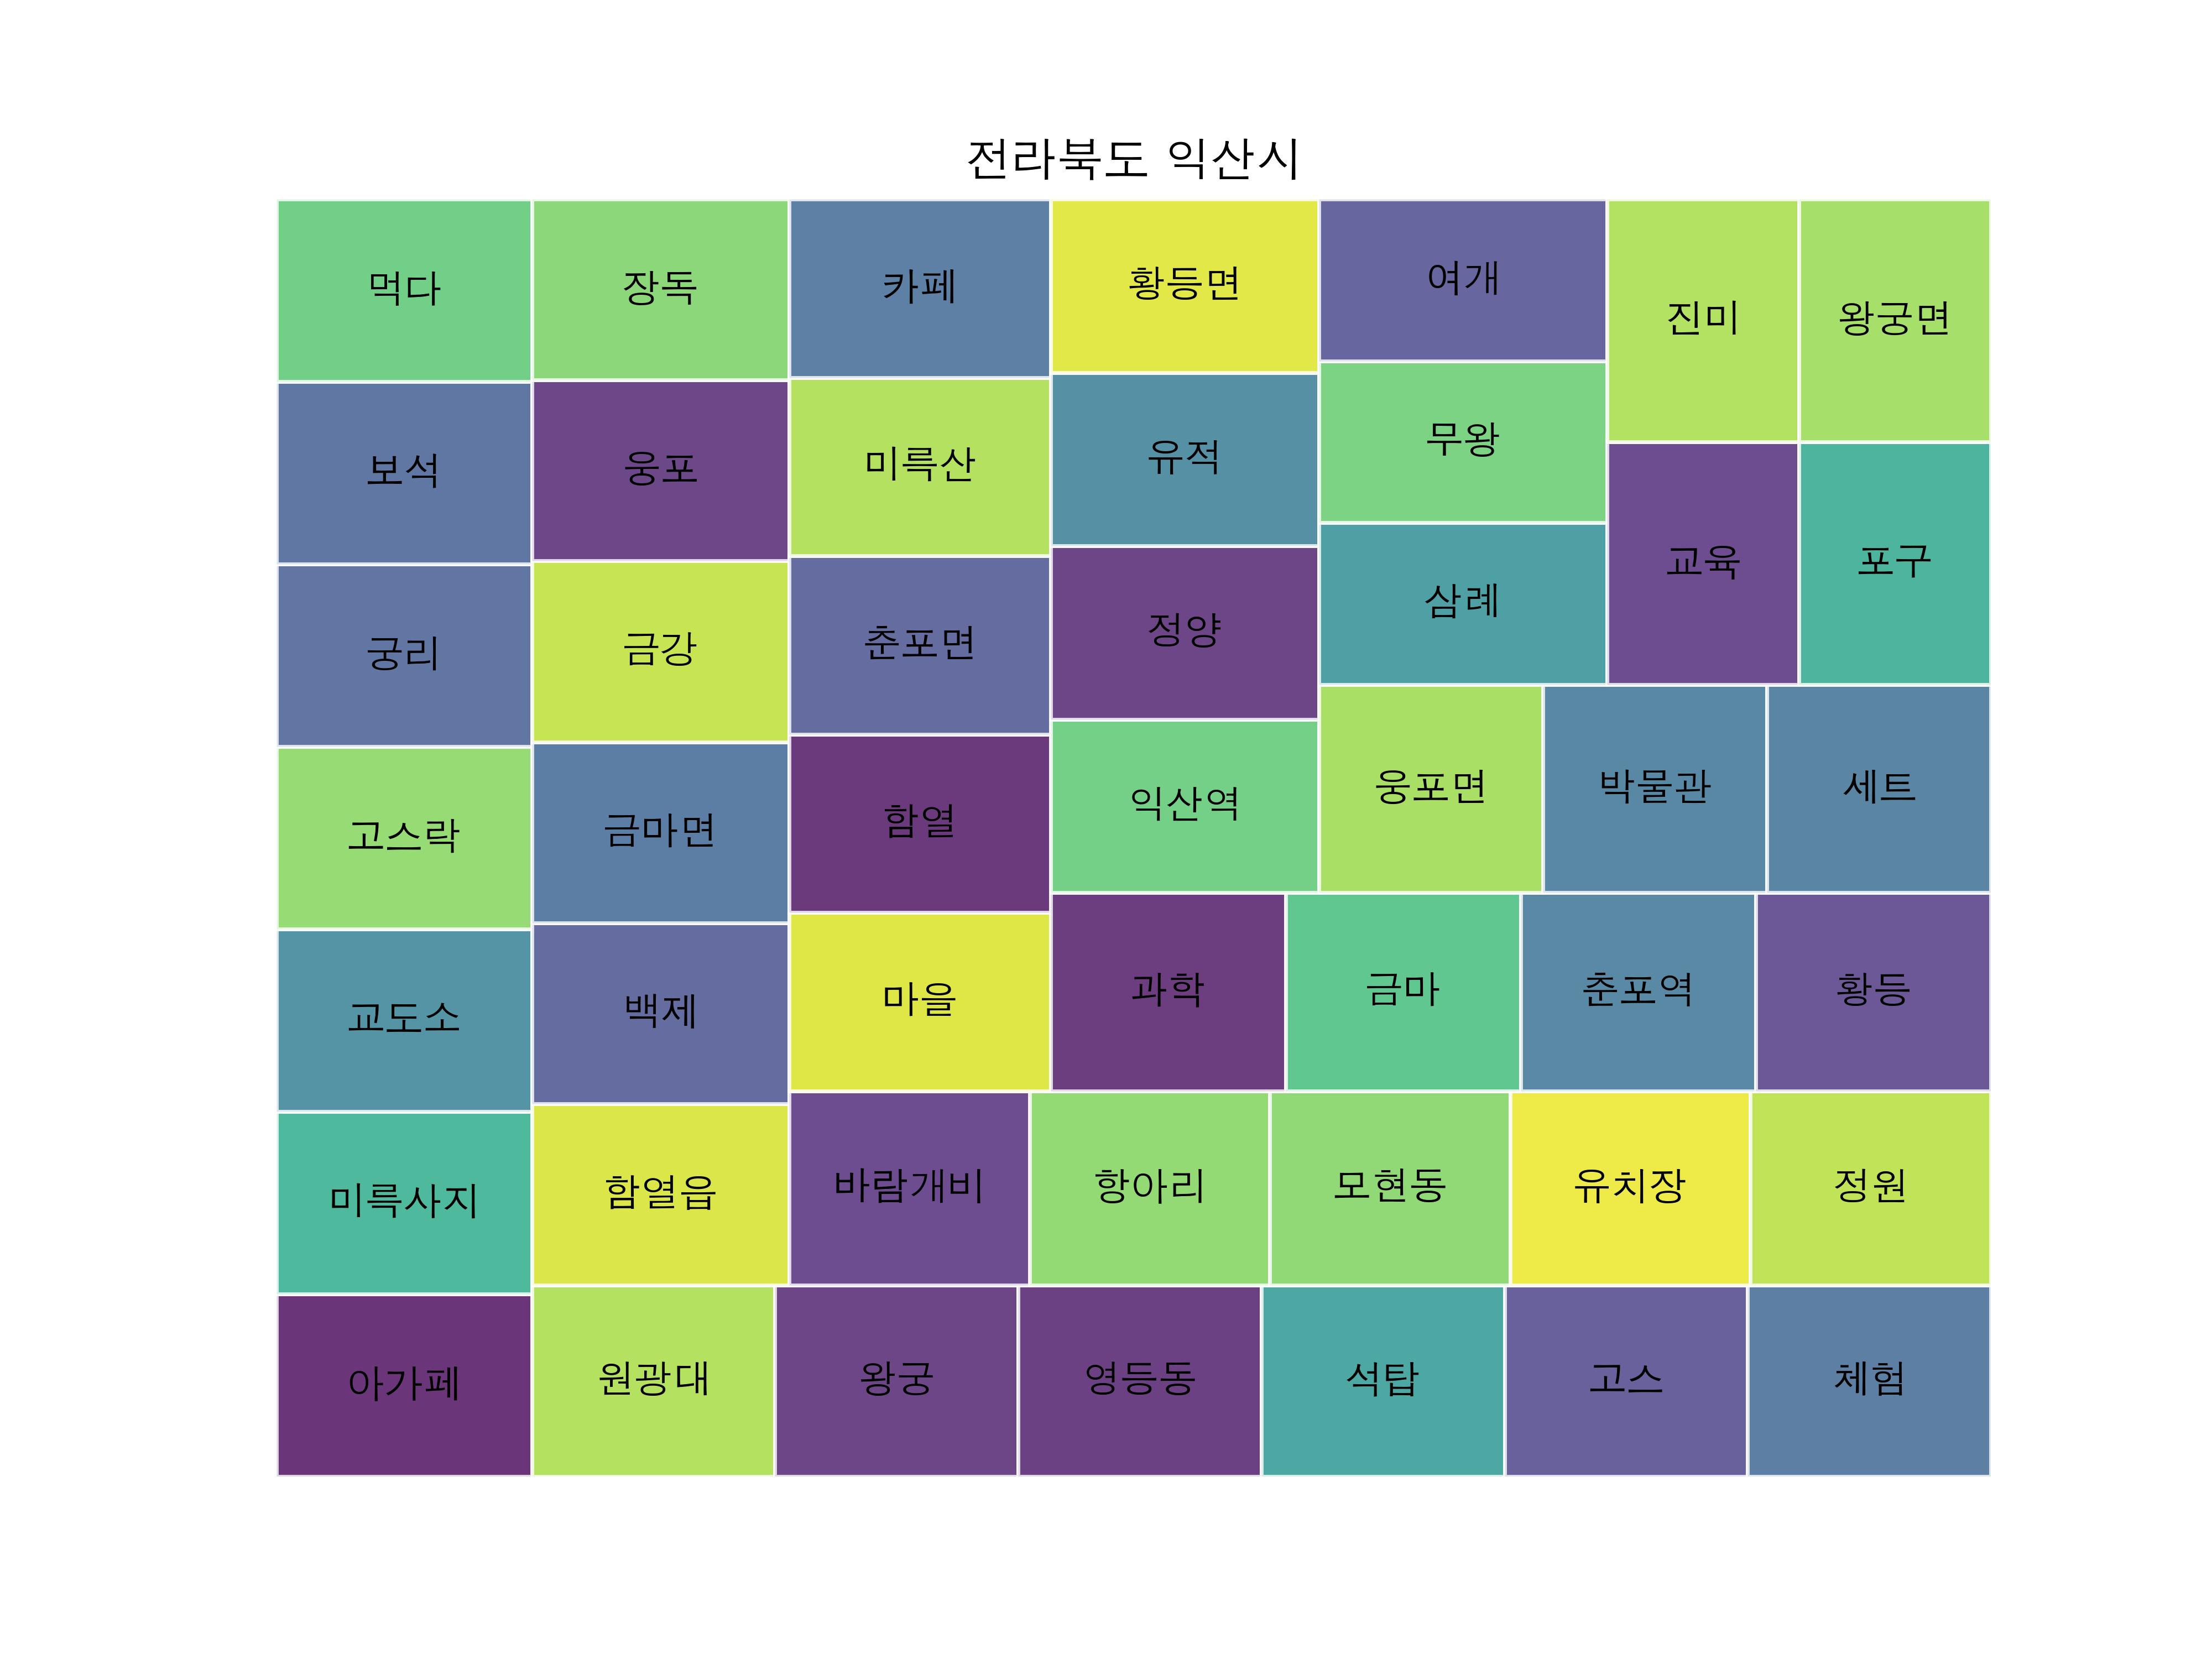 전라북도 익산시
먹다
장독
카페
황등면
여개
진미
왕궁면
보석
웅포
미륵산
유적
무왕
교육
포구
궁리
금강
춘포면
정양
삼례
고스락
금마면
함열
익산역
웅포면
박물관
세트
교도소
백제
마을
과학
금마
춘포역
황등
미륵사지
함열읍
바람개비
항아리
모현동
유치장
정원
아가페
원광대
왕궁
영등동
석탑
고스
체험